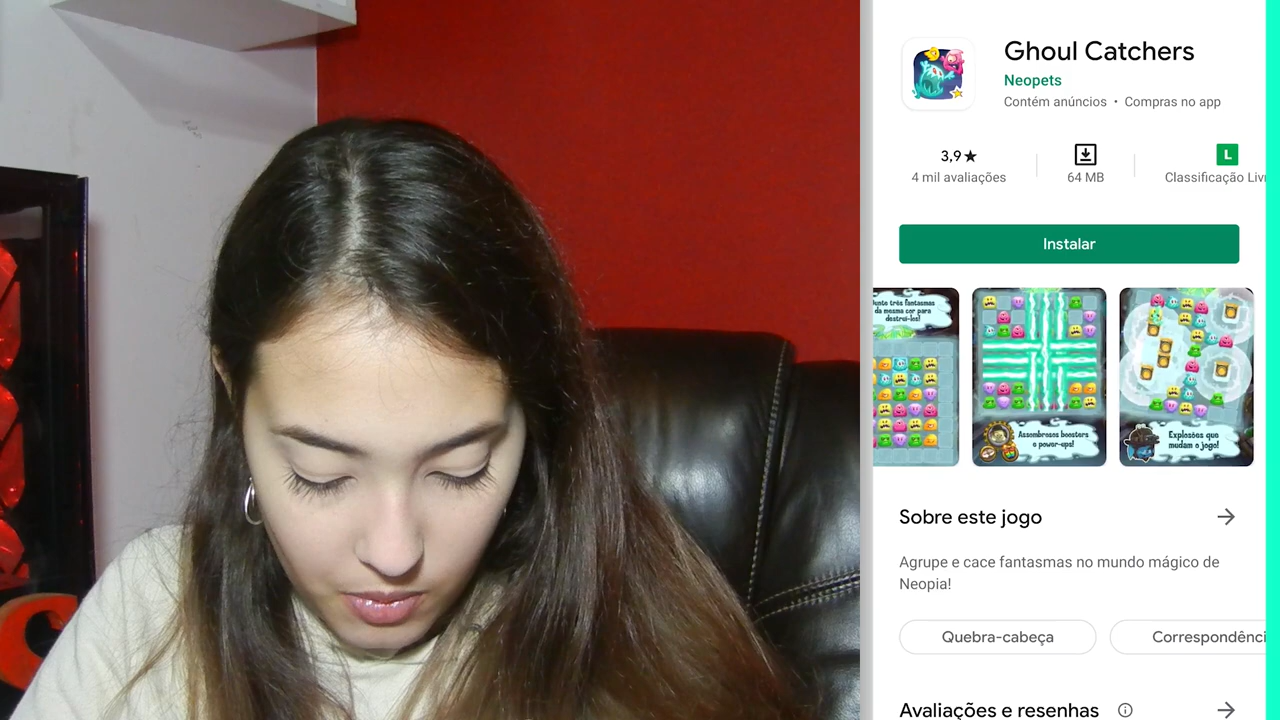 Ghoul Catchers
Neopets
Contém anúncios • Compras no app
3,9★
4 mil avaliações
64 MB
L
Classificação Liv
Instalar
Junte três fantasmas
da mesma cor para
destruí-los!
Assombrosos boosters
e power-ups!
Explozões que
mudam o jogo!
Sobre este jogo
Agrupe e cace fantasmas no mundo mágico de
Neopia!
Quebra-cabeça
Correspondênci
Avaliações e resenhas